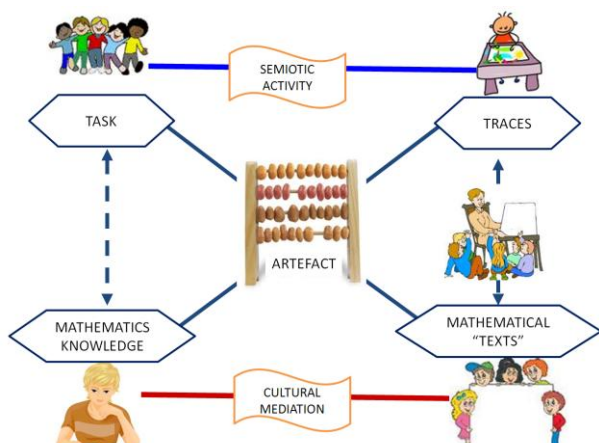 SEMIOTIC
ACTIVITY
TASK
TRACES
ARTEFACT
MATHEMATICS
KNOWLEDGE
MATHEMATICAL
“TEXTS”
CULTURAL
MEDIATION